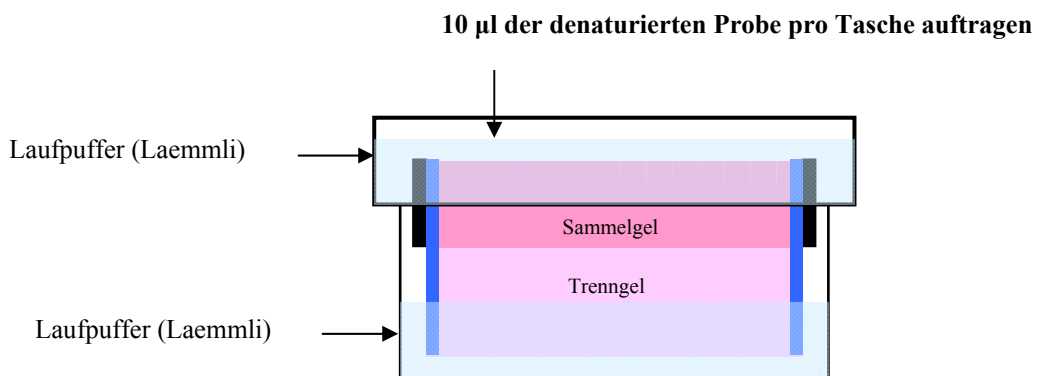 10 µl der denaturierten Probe pro Tasche auftragen
Laufpuffer (Laemmli)
Sammelgel
Trenngel
Laufpuffer (Laemmli)